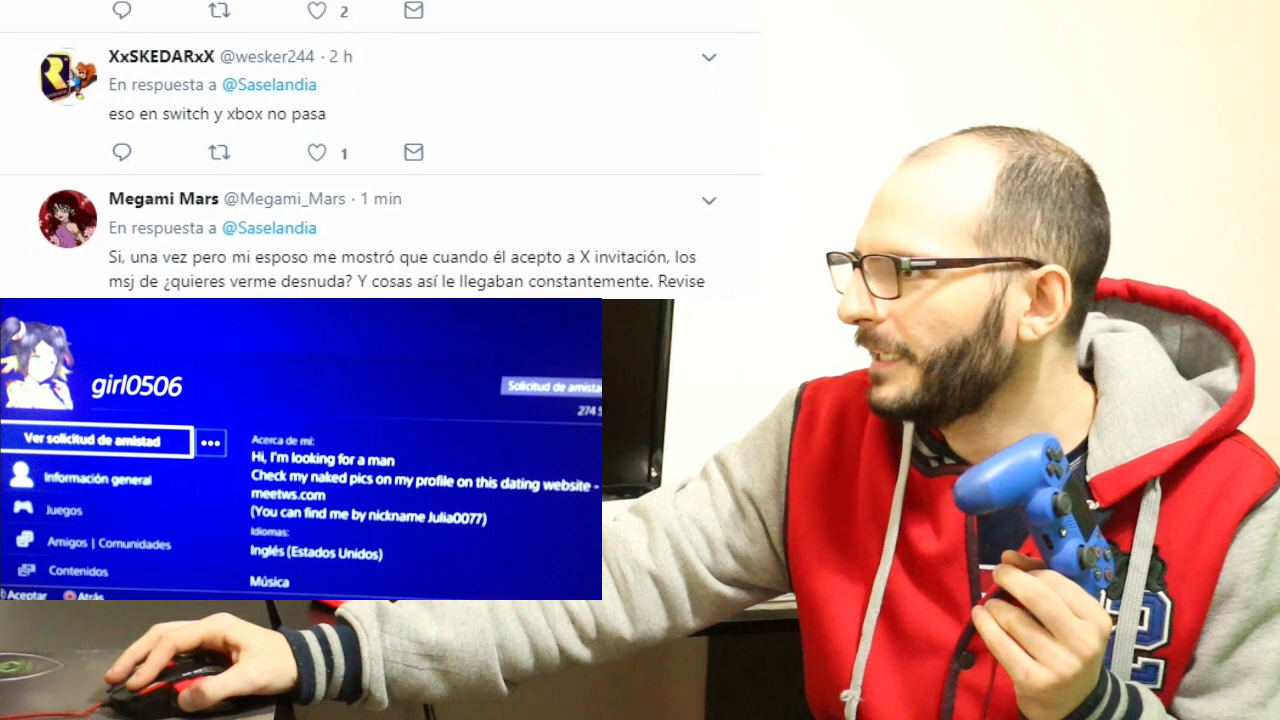 2
XxSKEDARxX @wesker244 · 2 h
En respuesta a @Saselandia
eso en switch y xbox no pasa
1
Megami Mars @Megami_Mars · 1 min
En respuesta a @Saselandia
Si, una vez pero mi esposo me mostró que cuando él acepto a X invitación, los
msj de ¿quieres verme desnuda? Y cosas así le llegaban constantemente. Revise
girl0506
Solicitud de amista
274
Ver solicitud de amistad
Acerca de mi:
Hi, I'm looking for a man
Información general
Check my naked pics on my profile on this dating website -
meetws.com
Juegos
(You can find me by nickname Julia0077)
Idiomas:
Amigos | Comunidades
Inglés (Estados Unidos)
Contenidos
Música
Aceptar Atrás